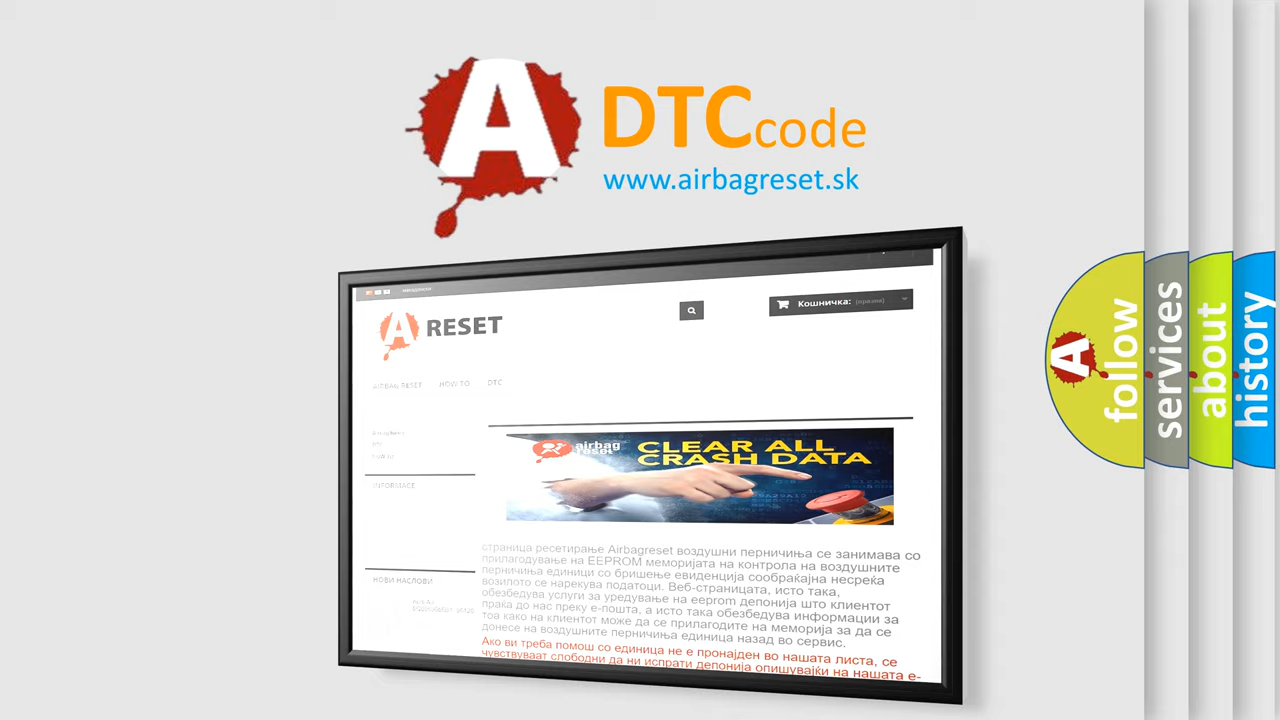 A DTCcode
www.airbagreset.sk
Кошничка: (празна)
A RESET
AIRBAG RESET HOW TO DTC
INFORMACE
airbag reset
CLEAR ALL
CRASH DATA
страница ресетирање Airbagreset воздушни перничиња се занимава со
прилагодување на EEPROM меморијата на контрола на воздушните
перничиња единици со бришење евиденција сообраќајна несреќа
возилото се нарекува податоци. Веб-страницата, исто така,
обезбедува услуги за уредување на eeprom депонија што клиентот
праќа до нас преку е-пошта, а исто така обезбедува информации за
тоа како на клиентот може да се прилагодите на меморија за да се
донесе на воздушните перничиња единица назад во сервис.
Ако ви треба помош со единица не е пронајден во нашата листа, се
чувствуваат слободни да ни испрати депонија опишувајќи на нашата е-
НОВИ НАСЛОВИ
A follow
services
about
history